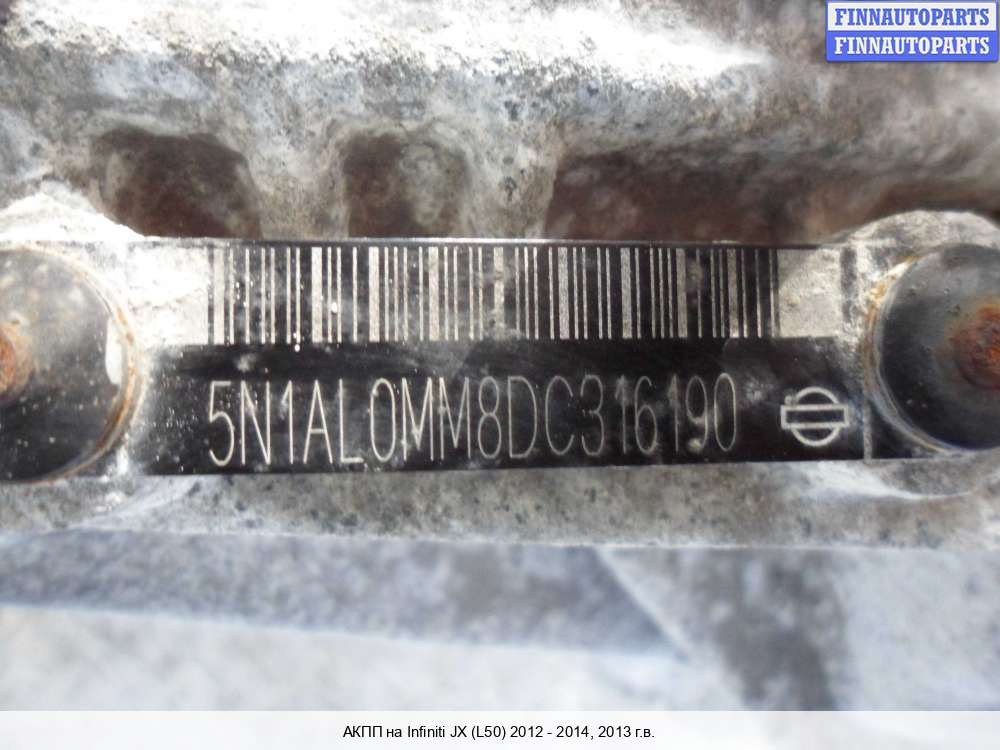 FINNAUTOPARTS
FINNAUTOPARTS
5N1AL0MM8DC316190
АКПП на Infiniti JX (L50) 2012 - 2014, 2013 г.в.